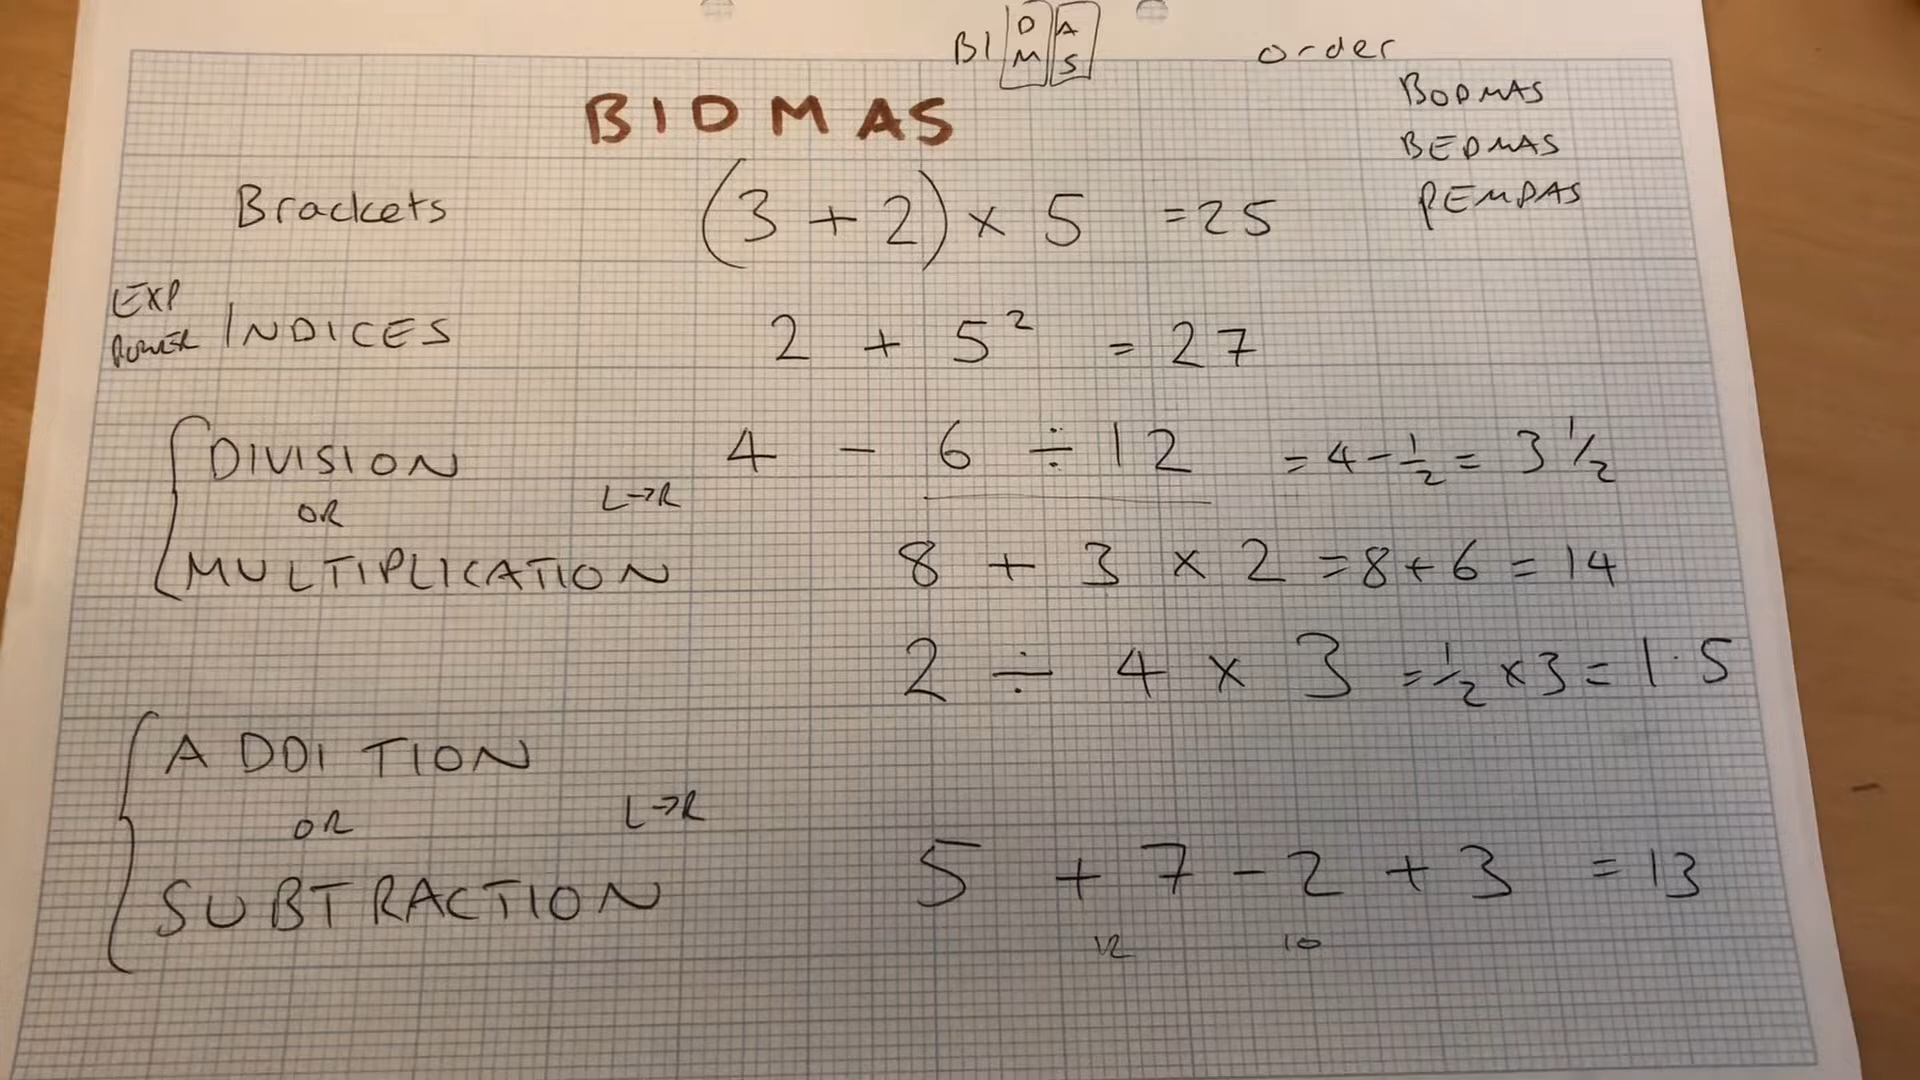 BI D A
M S
order
BODMAS
BIDMAS
BEDMAS
PEMDAS
Brackets (3 + 2) × 5 = 25
EXP
POWER INDICES 2 + 5² = 27
DIVISION 4 - 6 ÷ 12 = 4 - 1/2 = 3 1/2
OR L→R
MULTIPLICATION 8 + 3 × 2 = 8 + 6 = 14
2 ÷ 4 × 3 = 1/2 × 3 = 1.5
ADDITION
OR L→R
SUBTRACTION 5 + 7 - 2 + 3 = 13
12 10